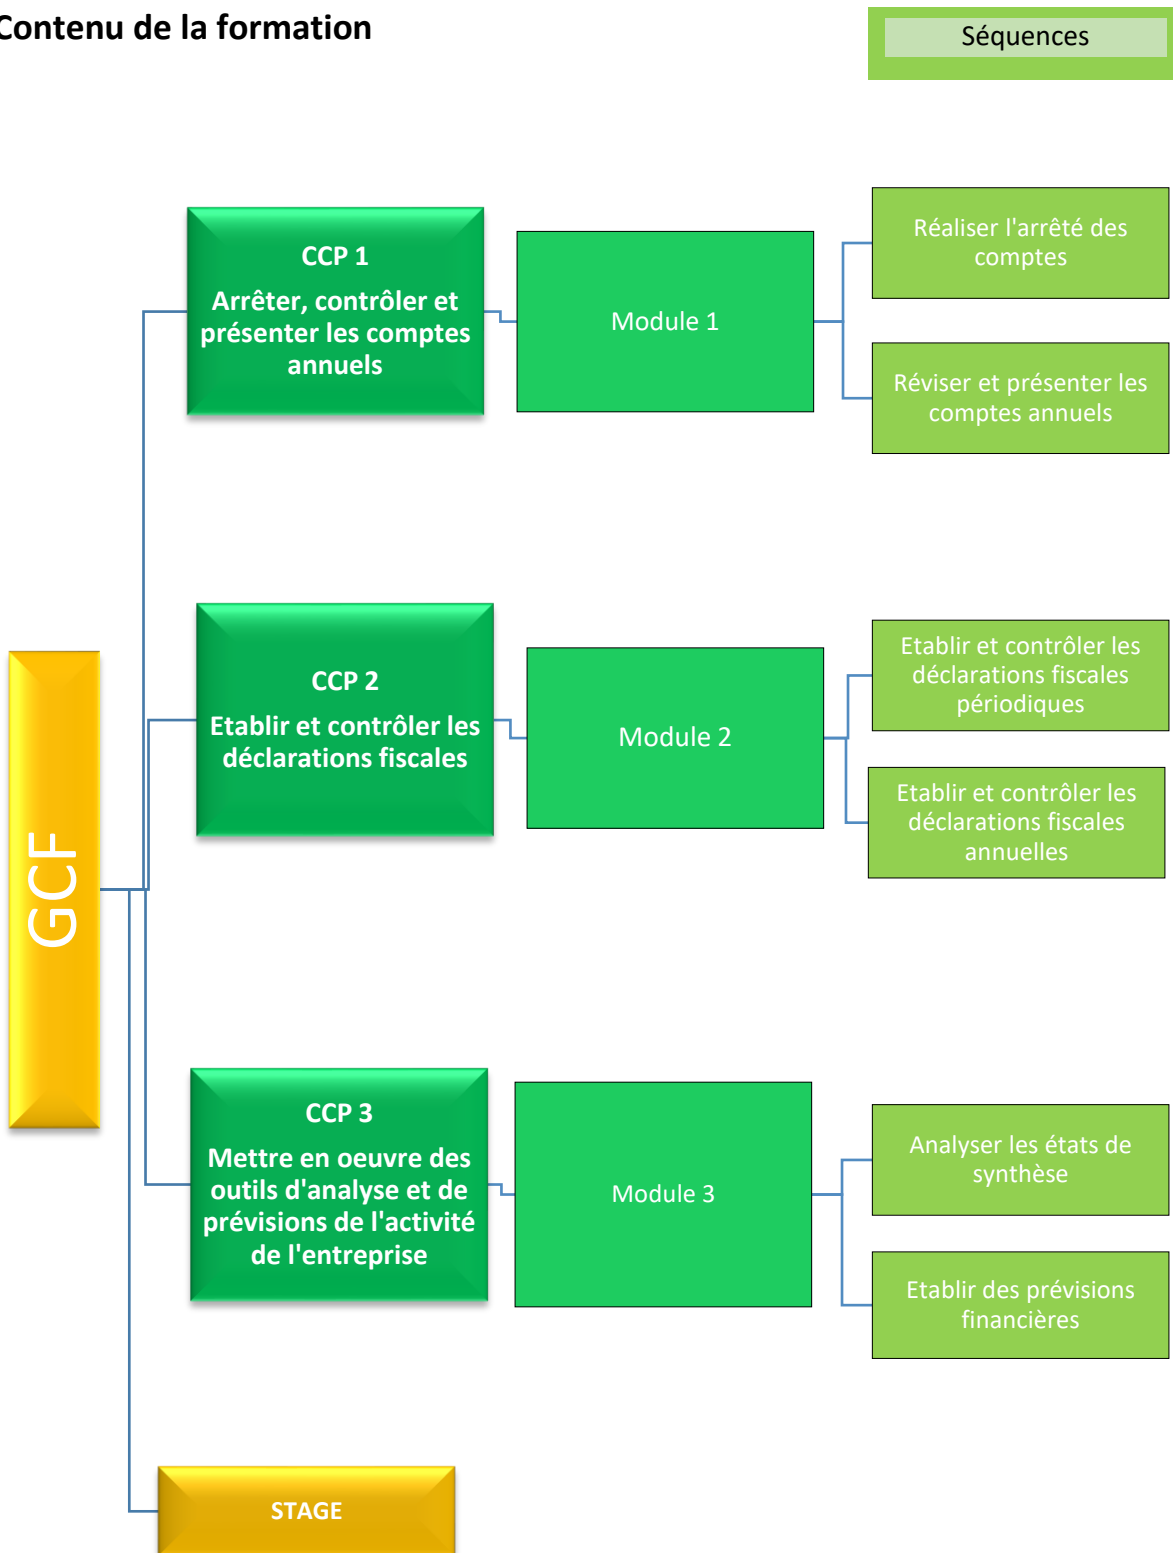 Contenu de la formation
Séquences
GCF
CCP 1
Arrêter, contrôler et
présenter les comptes
annuels
Module 1
Réaliser l'arrêté des
comptes
Réviser et présenter les
comptes annuels
CCP 2
Etablir et contrôler les
déclarations fiscales
Module 2
Etablir et contrôler les
déclarations fiscales
périodiques
Etablir et contrôler les
déclarations fiscales
annuelles
CCP 3
Mettre en oeuvre des
outils d'analyse et de
prévisions de l'activité
de l'entreprise
Module 3
Analyser les états de
synthèse
Etablir des prévisions
financières
STAGE